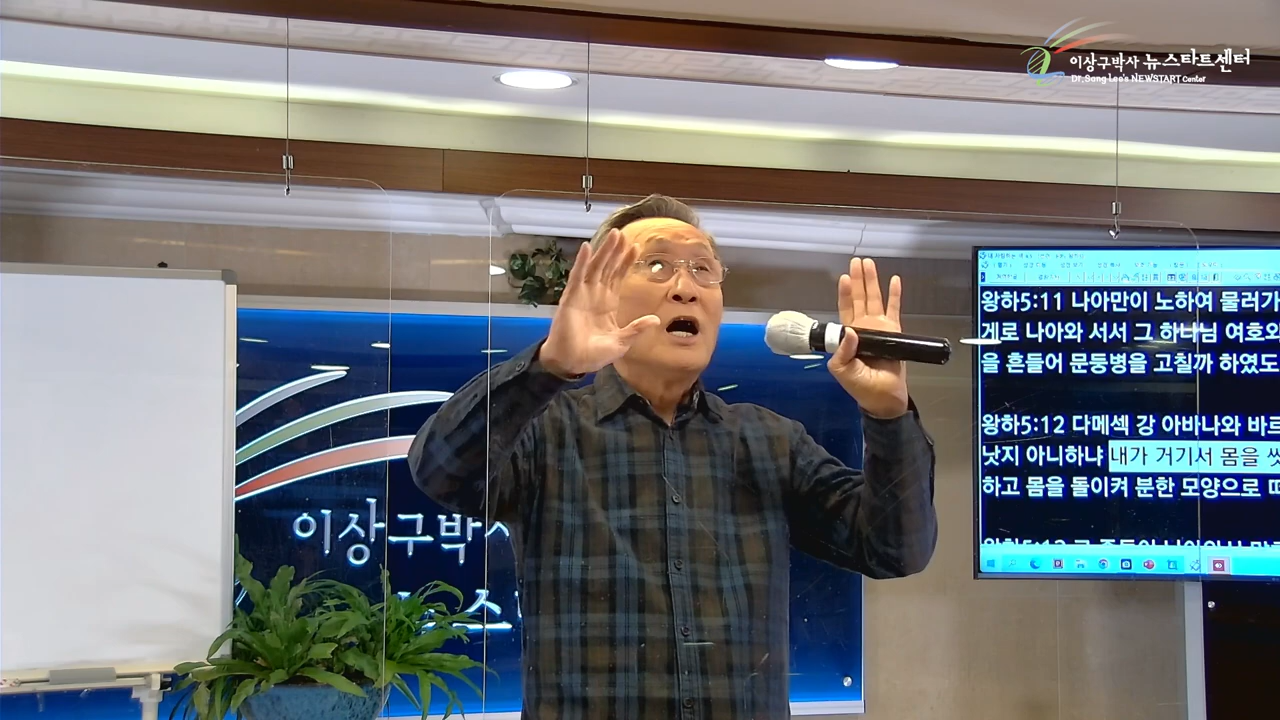 이상구박사 뉴스타트센터
Dr. Sang Lee's NEWSTART Center
왕하5:11 나아만이 노하여 물러가
게로 나아와 서서 그 하나님 여호와
을 흔들어 문둥병을 고칠까 하였도
왕하5:12 다메섹 강 아바나와 바르
낫지 아니하냐 내가 거기서 몸을 씻
하고 몸을 돌이켜 분한 모양으로 떠
이상구박사